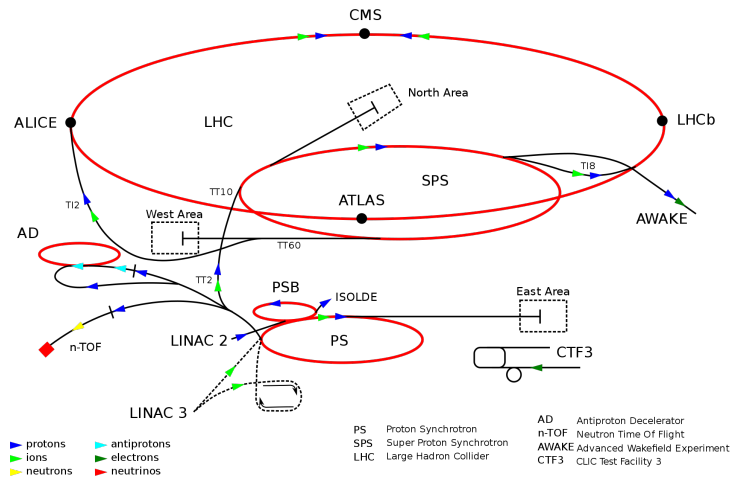 CMS
North Area
ALICE
LHC
LHCb
TI8
TT10
SPS
TI2
ATLAS
West Area
AWAKE
AD
TT60
TT2
PSB
ISOLDE
East Area
n-TOF
LINAC 2
PS
CTF3
LINAC 3
protons
antiprotons
ions
electrons
neutrons
neutrinos
PS Proton Synchrotron
SPS Super Proton Synchrotron
LHC Large Hadron Collider
AD Antiproton Decelerator
n-TOF Neutron Time Of Flight
AWAKE Advanced Wakefield Experiment
CTF3 CLIC Test Facility 3